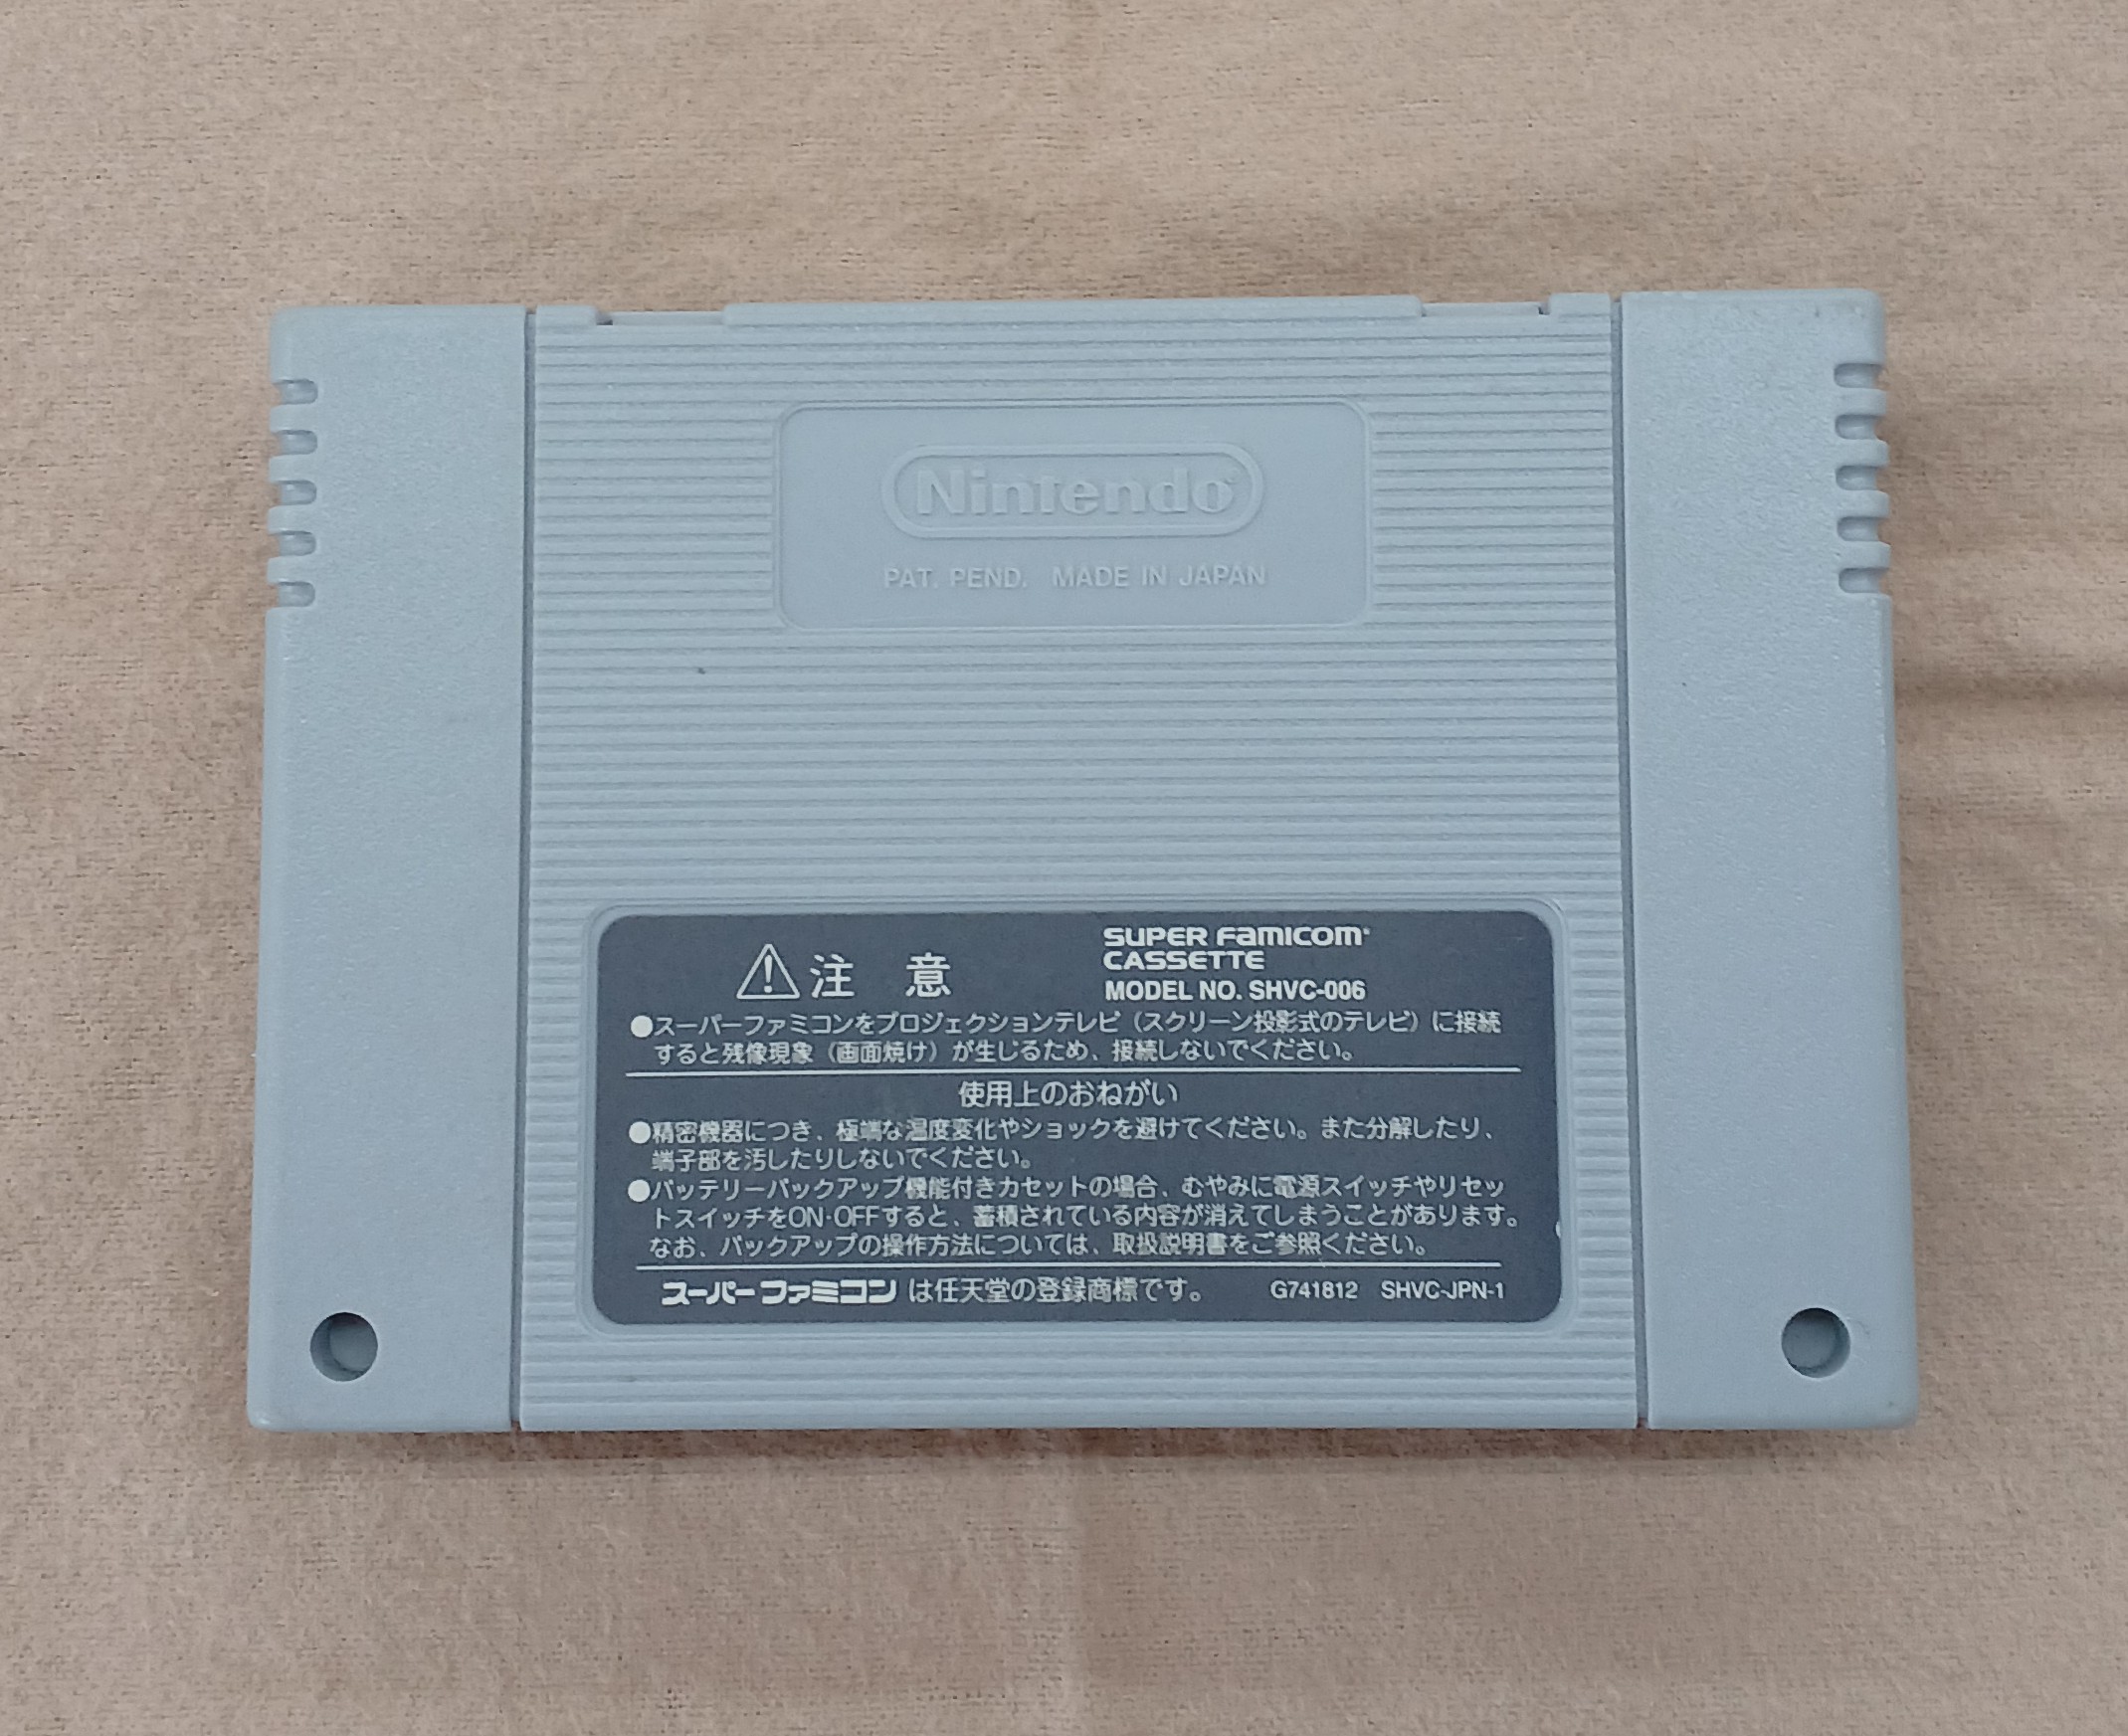 Nintendo
PAT. PEND. MADE IN JAPAN
注 意
SUPER FAMICOM
CASSETTE
MODEL NO. SHVC-006
●スーパーファミコンをプロジェクションテレビ（スクリーン投影式のテレビ）に接続
すると残像現象（画面焼け）が生じるため、接続しないでください。
使用上のおねがい
●精密機器につき、極端な温度変化やショックを避けてください。また分解したり、
端子部を汚したりしないでください。
●バッテリーバックアップ機能付きカセットの場合、むやみに電源スイッチやリセッ
トスイッチをON·OFFすると、蓄積されている内容が消えてしまうことがあります。
なお、バックアップの操作方法については、取扱説明書をご参照ください。
スーパーファミコンは任天堂の登録商標です。 G741812 SHVC-JPN-1